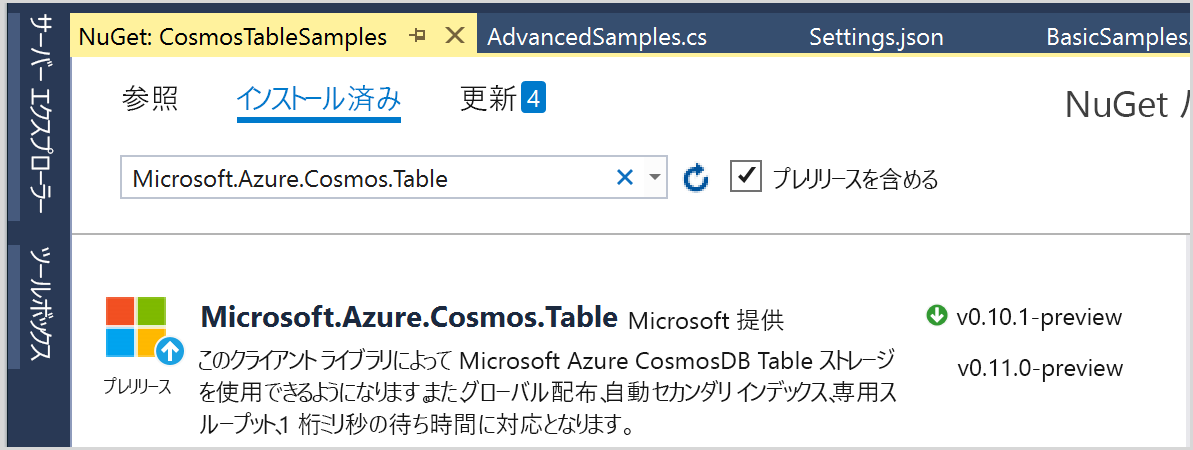 サーバー エクスプローラー
ツールボックス
NuGet: CosmosTableSamples
AdvancedSamples.cs
Settings.json
BasicSamples.
参照
インストール済み
更新 4
NuGet パ
Microsoft.Azure.Cosmos.Table
プレリリースを含める
Microsoft.Azure.Cosmos.Table Microsoft 提供
v0.10.1-preview
プレリリース
このクライアント ライブラリによって Microsoft Azure CosmosDB Table ストレージ
v0.11.0-preview
を使用できるようになります。また、グローバル配布、自動セカンダリ インデックス、専用ス
ループット、1 桁ミリ秒の待ち時間に対応となります。